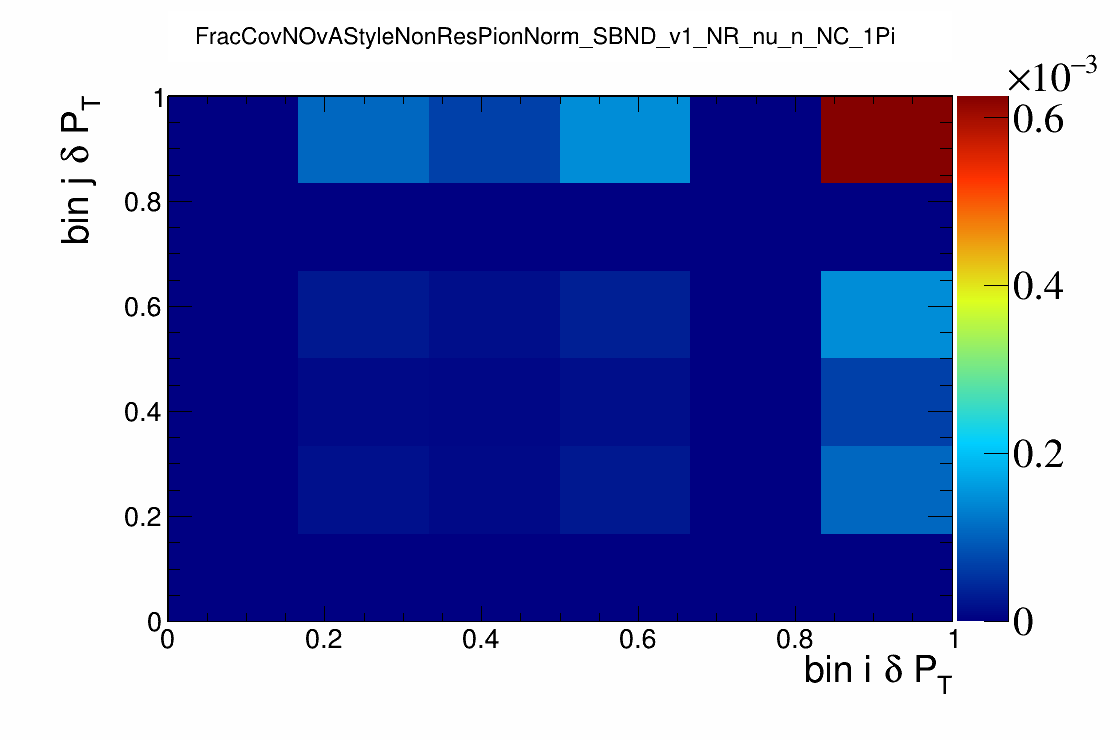 FracCovNOvAStyleNonResPionNorm_SBND_v1_NR_nu_n_NC_1Pi
×10⁻³
bin j δ P_T
1
0.8
0.6
0.4
0.2
0
0 0.2 0.4 0.6 0.8 1
bin i δ P_T
0.6
0.4
0.2
0